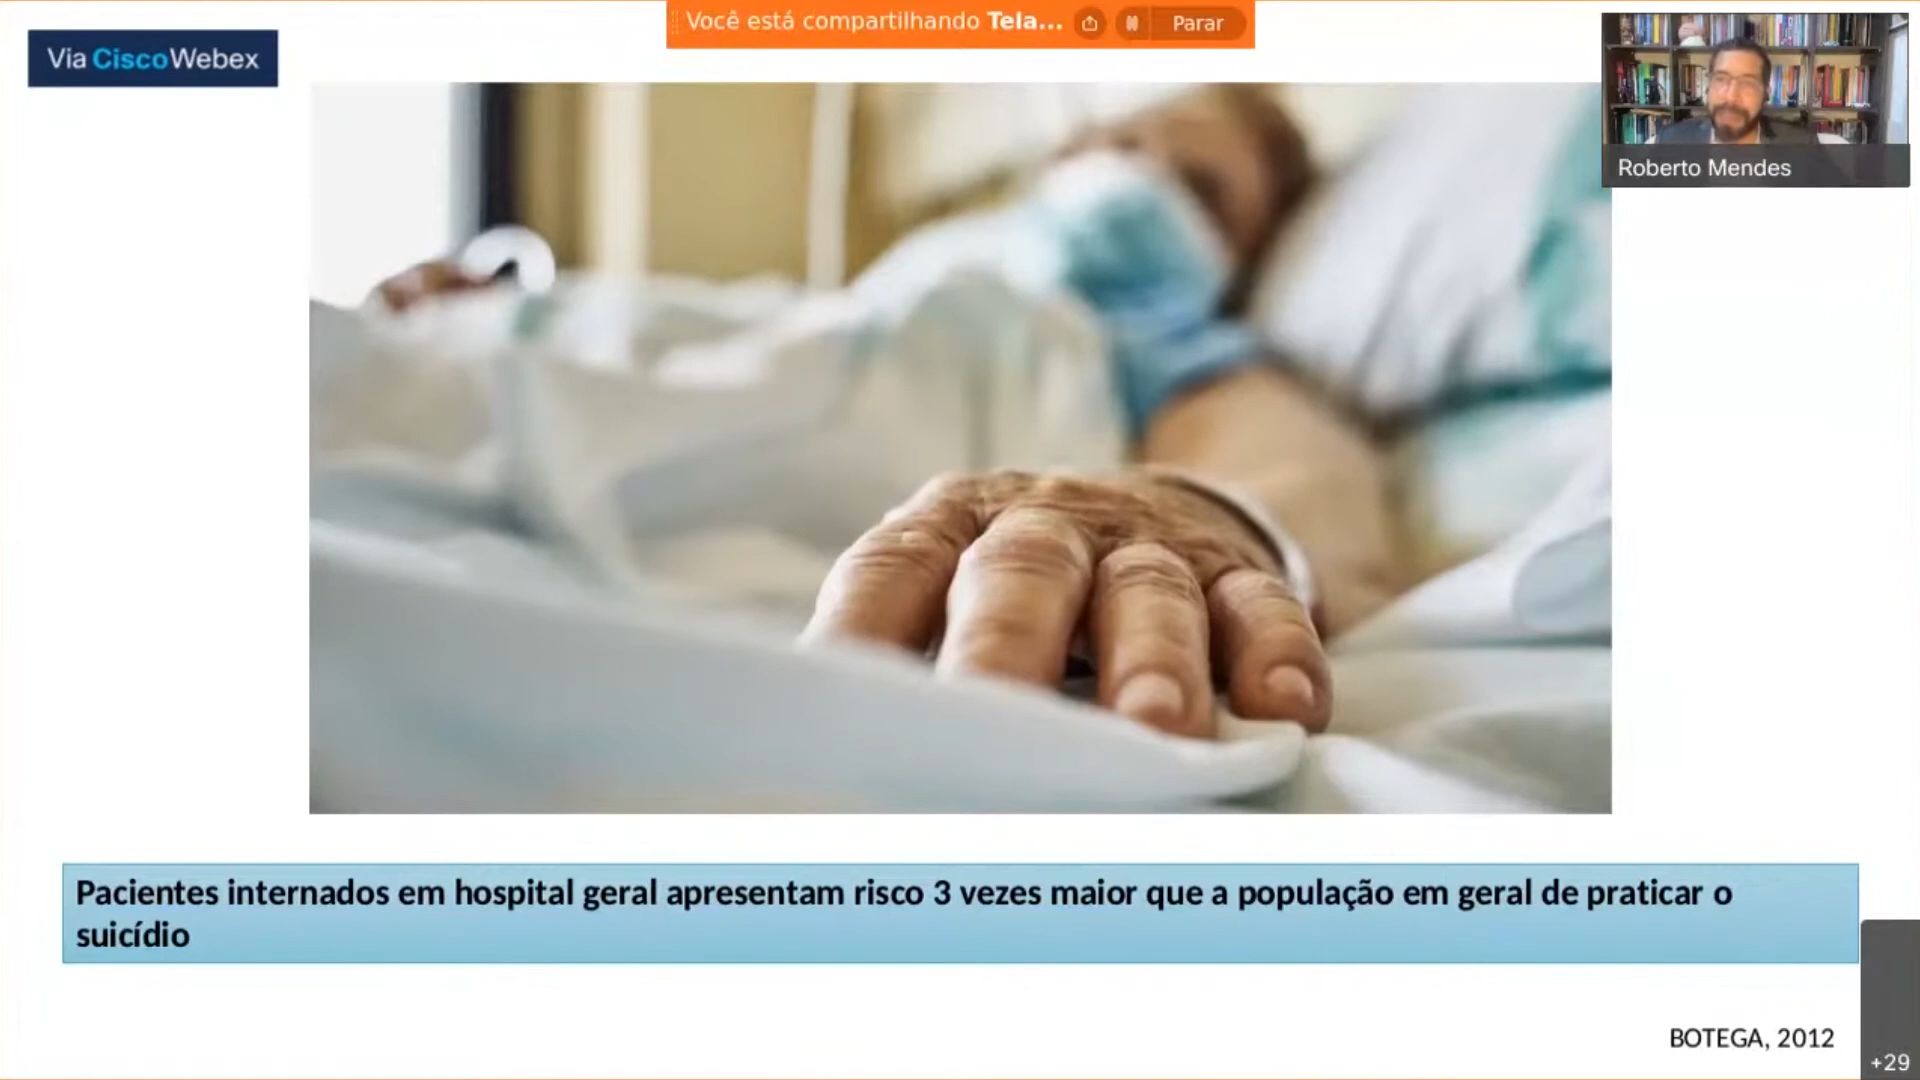 Você está compartilhando Tela... Parar
Via CiscoWebex
Roberto Mendes
Pacientes internados em hospital geral apresentam risco 3 vezes maior que a população em geral de praticar o
suicídio
BOTEGA, 2012
+29